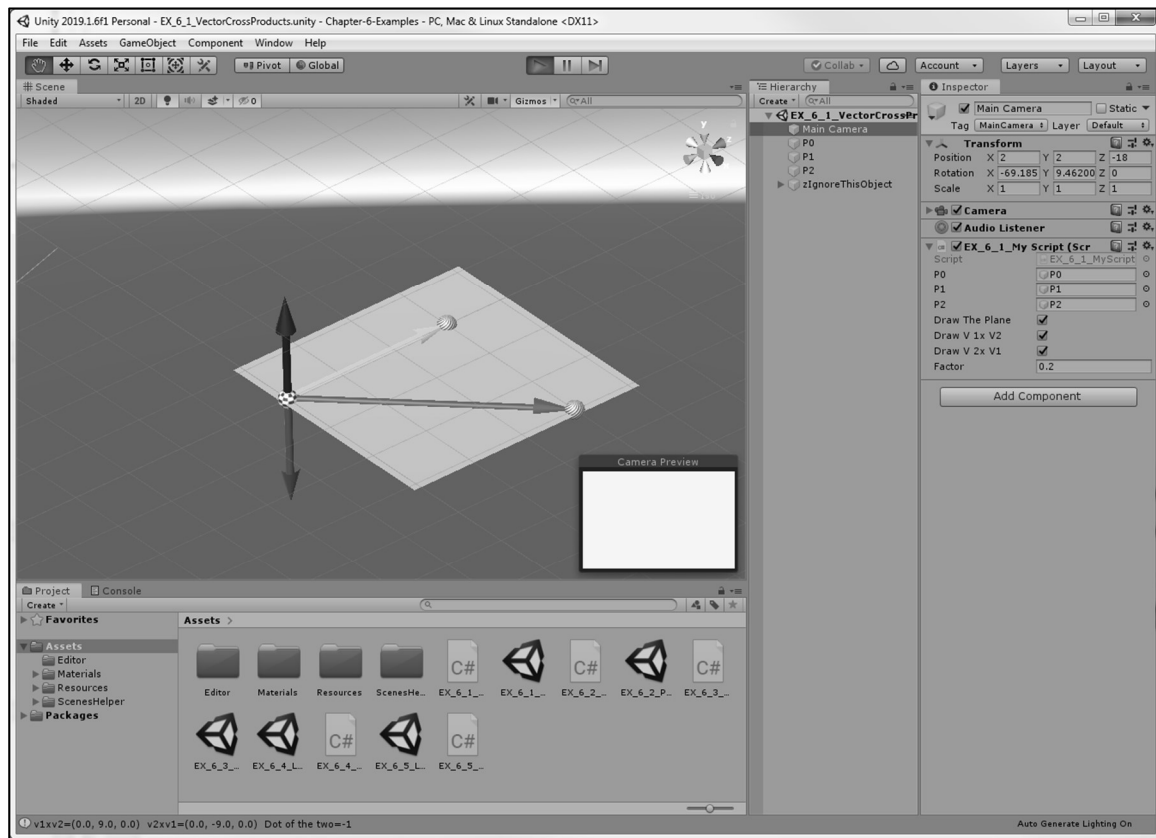 Unity 2019.1.6f1 Personal - EX_6_1_VectorCrossProducts.unity - Chapter-6-Examples - PC, Mac & Linux Standalone <DX11>
File Edit Assets GameObject Component Window Help
Pivot Global Collab Account Layers Layout
Scene
Shaded 2D 0 Gizmos All
y
Camera Preview
Hierarchy
Create All
EX_6_1_VectorCrossPr
Main Camera
P0
P1
P2
zIgnoreThisObject
Inspector
Main Camera Static
Tag MainCamera Layer Default
Transform
Position X 2 Y 2 Z -18
Rotation X -69.185 Y 9.46200 Z 0
Scale X 1 Y 1 Z 1
Camera
Audio Listener
EX_6_1_My Script (Scr
Script EX_6_1_MyScript
P0 P0
P1 P1
P2 P2
Draw The Plane
Draw V 1x V2
Draw V 2x V1
Factor 0.2
Add Component
Project Console
Create
Favorites
Assets
Editor
Materials
Resources
ScenesHelper
Packages
Assets >
C# C# C#
Editor Materials Resources ScenesHe... EX_6_1_... EX_6_1_... EX_6_2_... EX_6_2_P... EX_6_3_...
C# C#
EX_6_3_... EX_6_4_L... EX_6_4_... EX_6_5_L... EX_6_5_...
v1xv2=(0.0, 9.0, 0.0) v2xv1=(0.0, -9.0, 0.0) Dot of the two=-1
Auto Generate Lighting On